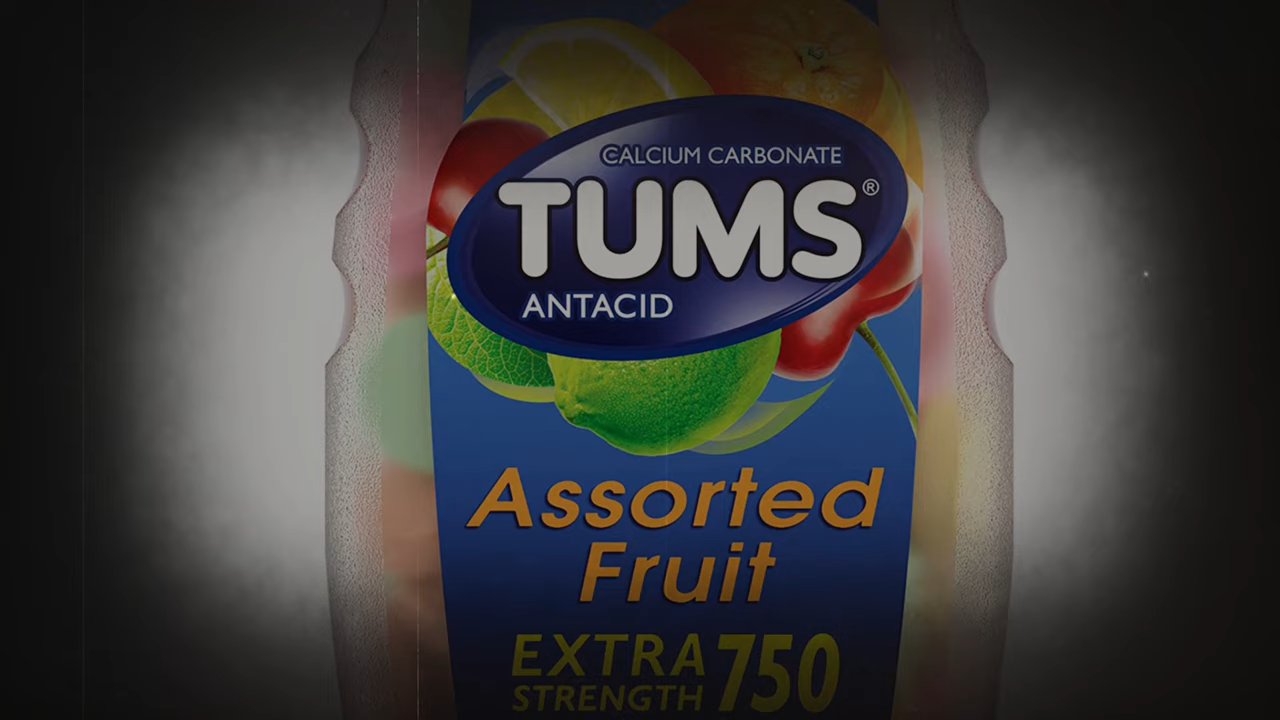 CALCIUM CARBONATE
TUMS®
ANTACID
Assorted
Fruit
EXTRA
STRENGTH 750